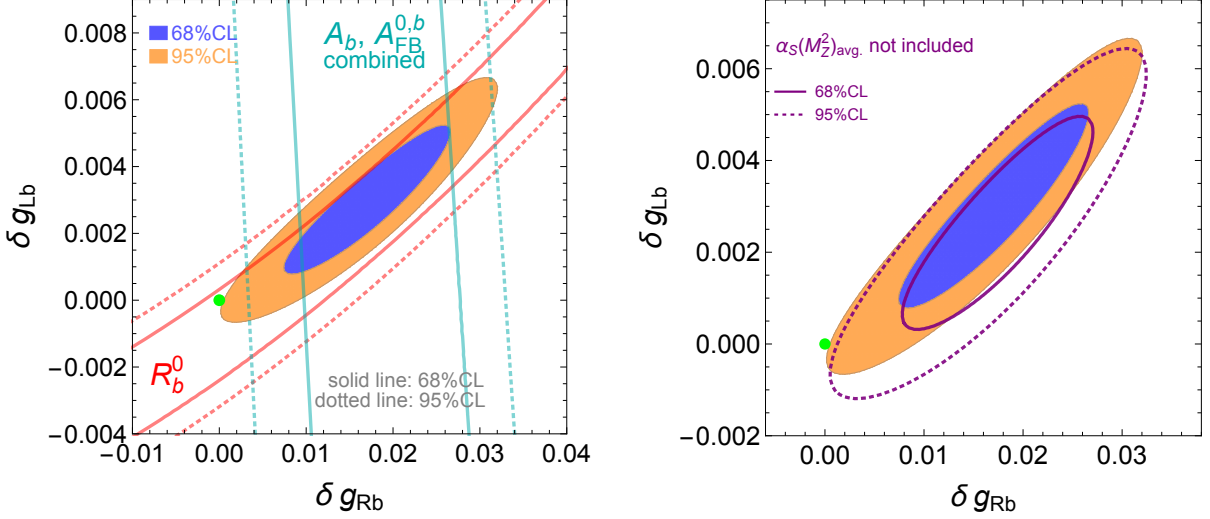 68%CL
95%CL
A_b, A_FB^{0,b}
combined
R_b^0
solid line: 68%CL
dotted line: 95%CL
0.008
0.006
0.004
0.002
0.000
−0.002
−0.004
−0.01 0.00 0.01 0.02 0.03 0.04
δ g_Lb
δ g_Rb
α_S(M_Z^2)_avg. not included
68%CL
95%CL
0.006
0.004
0.002
0.000
−0.002
0.00 0.01 0.02 0.03
δ g_Lb
δ g_Rb